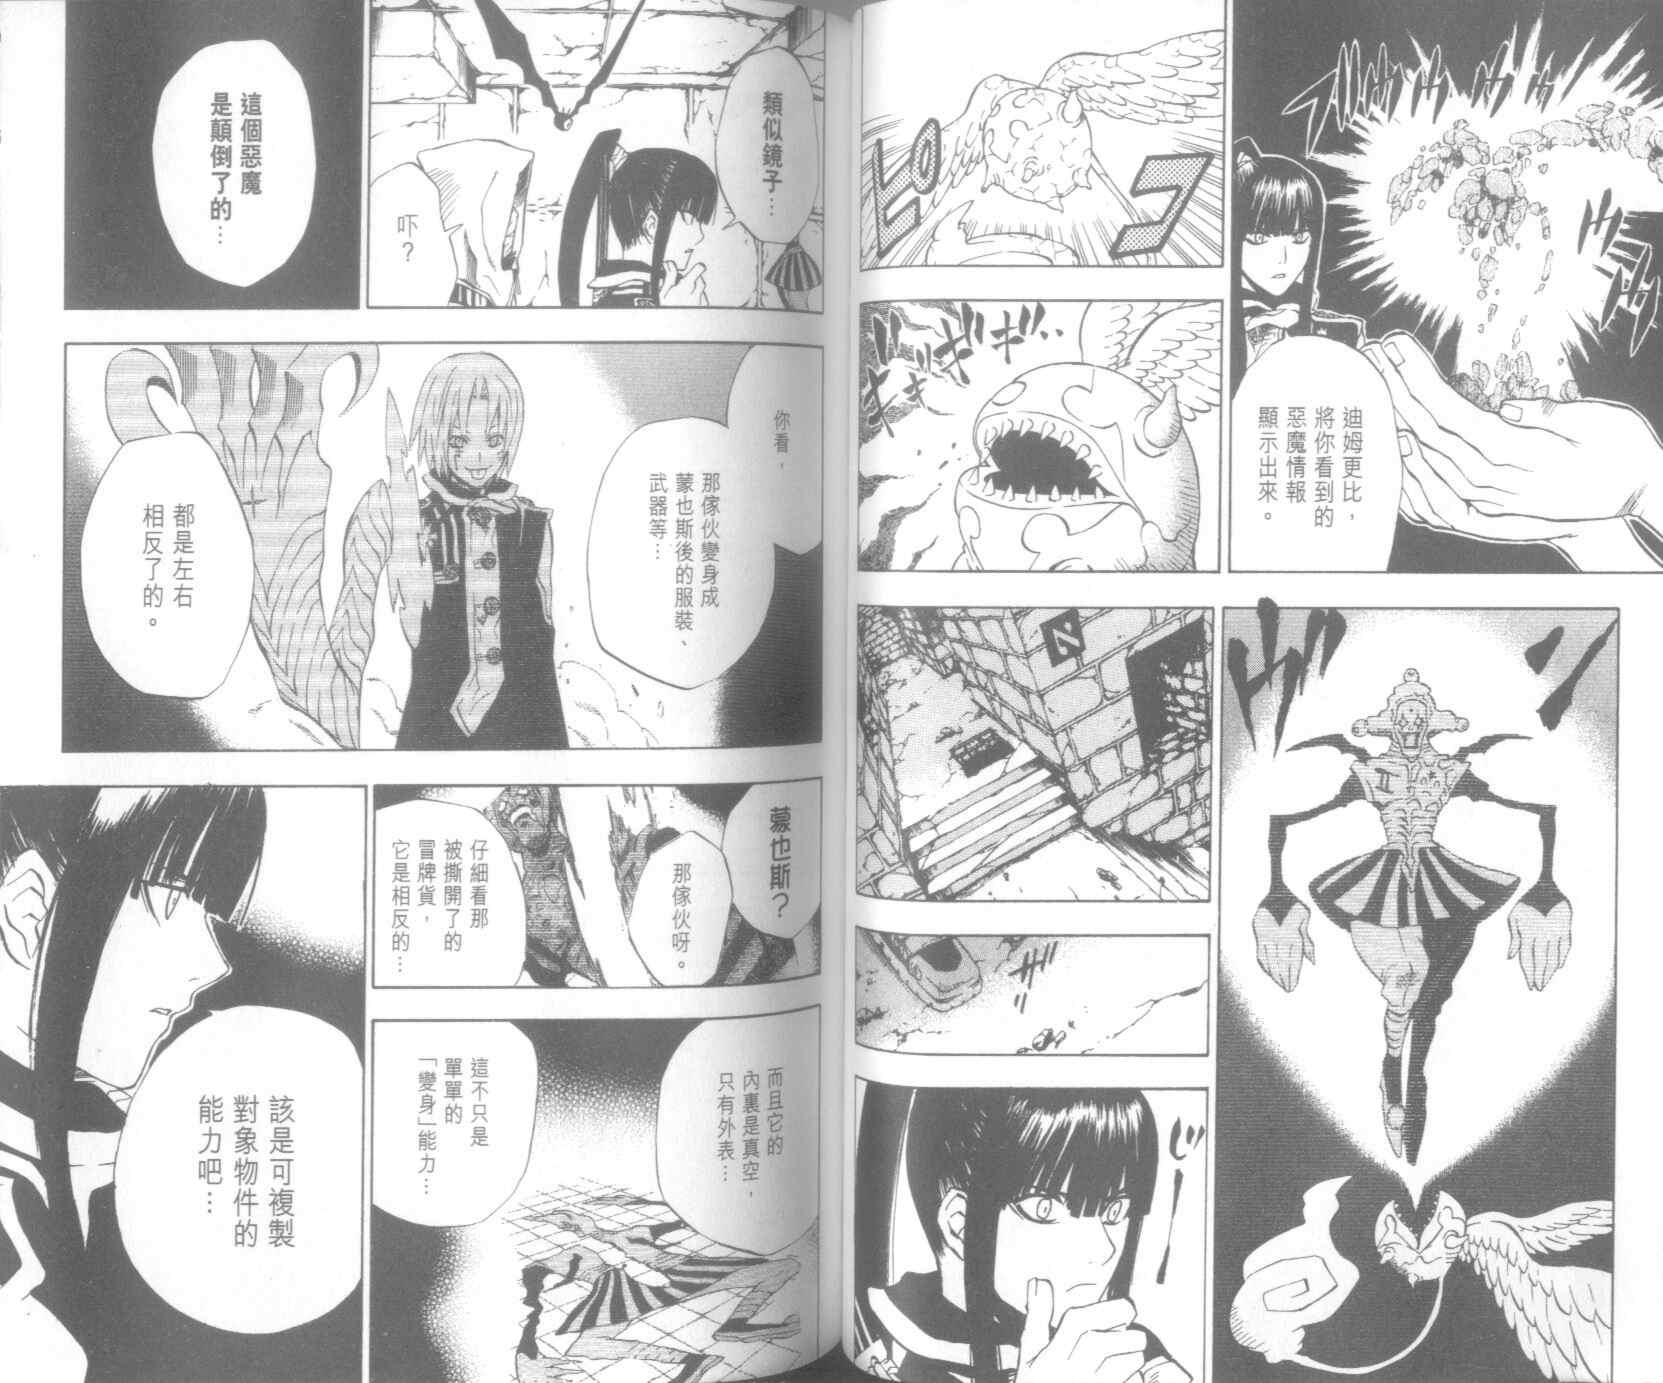 迪姆更比，
將你看到的
惡魔情報
顯示出來。
ピコ
じーっ
類似鏡子…
吓？
這個惡魔
是顛倒了的…
你看，
那傢伙變身成
蒙也斯後的服裝、
武器等…
都是左右
相反了的。
蒙也斯？
那傢伙呀。
仔細看那
被撕開了的
冒牌貨，
它是相反的…
而且它的
內裏是真空，
只有外表…
這不只是
單單的
「變身」能力…
該是可複製
對象物件的
能力吧…